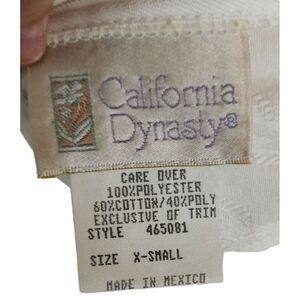 California
Dynasty®
CARE OVER
100%POLYESTER
60%COTTON/40%POLY
EXCLUSIVE OF TRIM
STYLE 465081
SIZE X-SMALL
MADE IN MEXICO